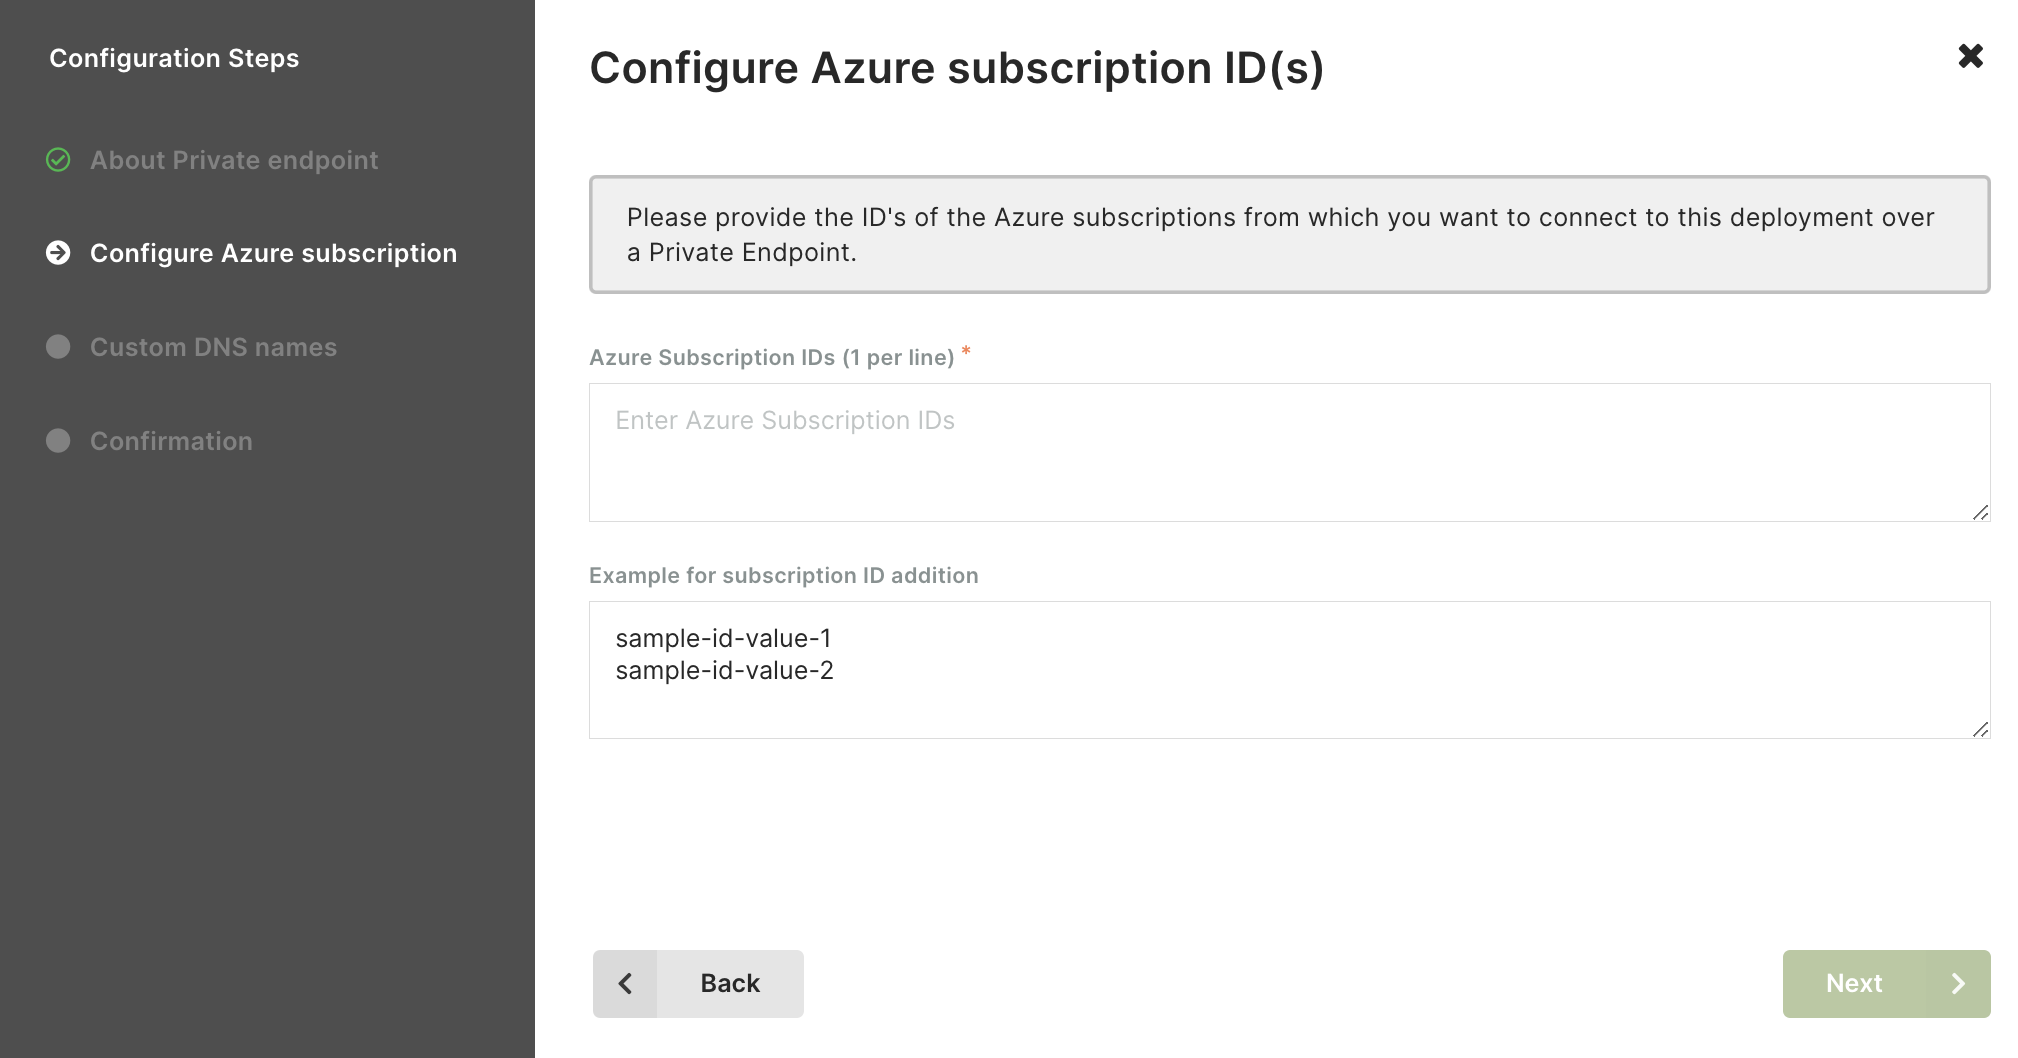 Configuration Steps
About Private endpoint
Configure Azure subscription
Custom DNS names
Confirmation
Configure Azure subscription ID(s)
Please provide the ID's of the Azure subscriptions from which you want to connect to this deployment over
a Private Endpoint.
Azure Subscription IDs (1 per line) *
Enter Azure Subscription IDs
Example for subscription ID addition
sample-id-value-1
sample-id-value-2
Back
Next